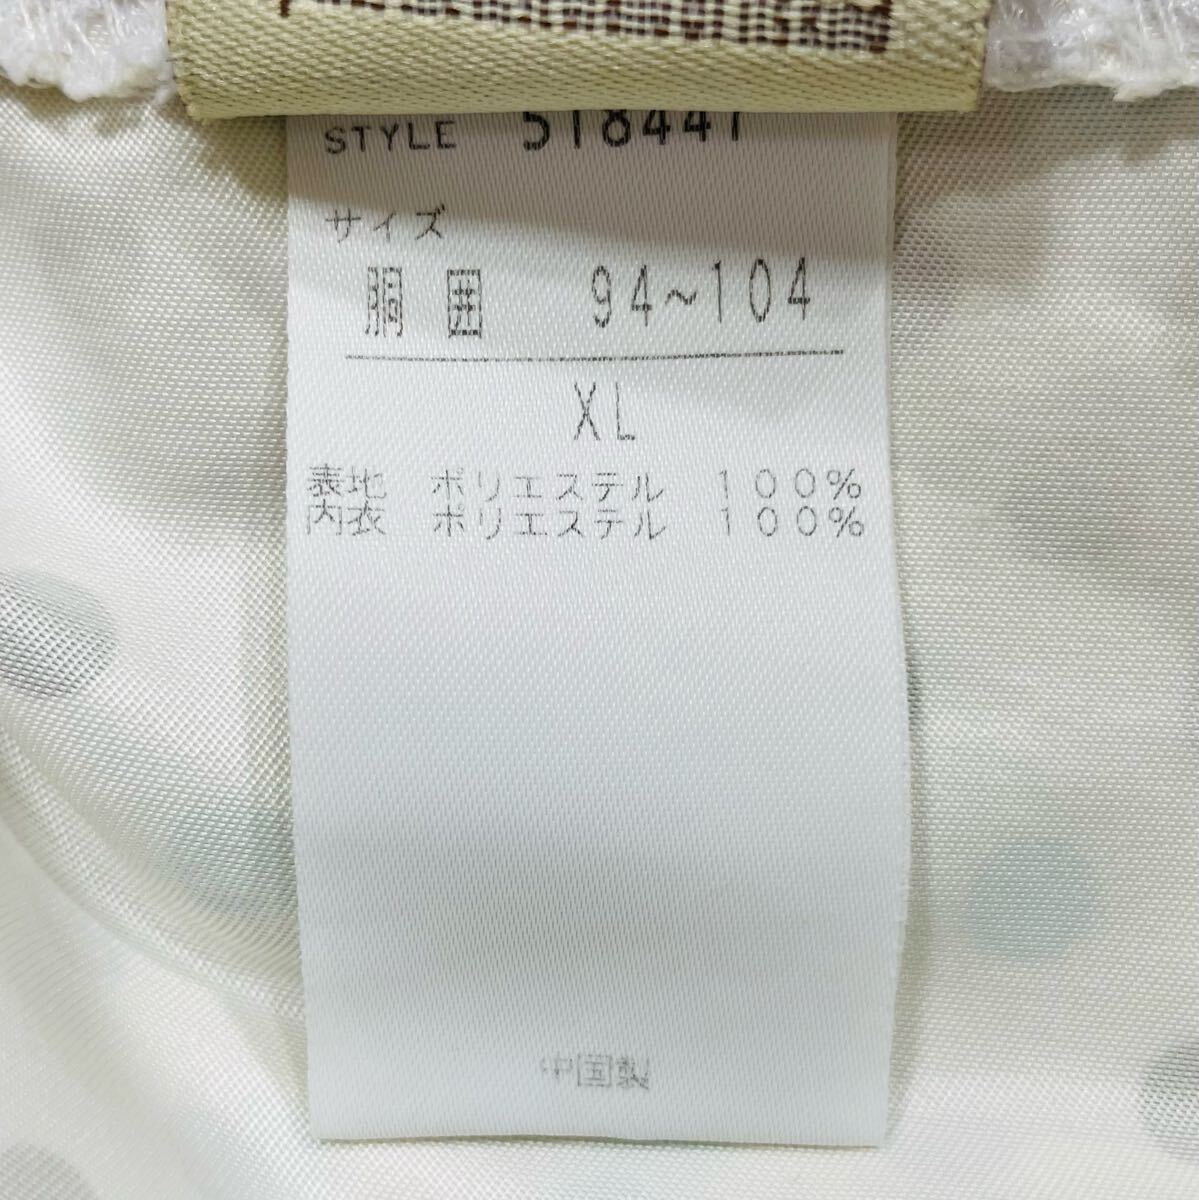 STYLE 518441
サイズ
胴囲 94~104
XL
表地 ポリエステル 100%
内衣 ポリエステル 100%
中国製